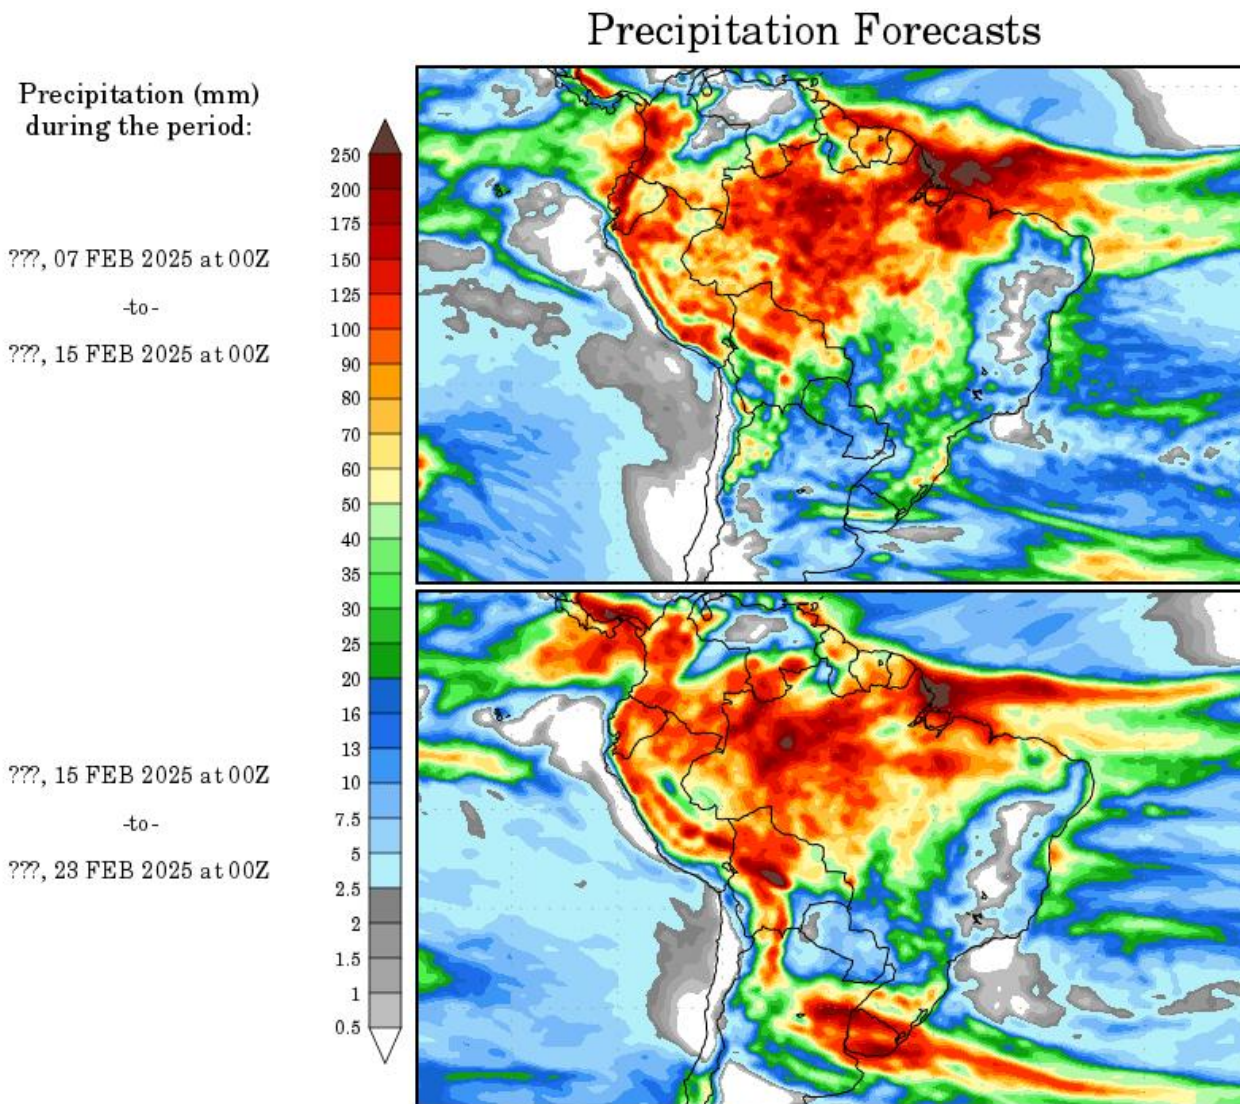 Precipitation Forecasts
Precipitation (mm)
during the period:
???, 07 FEB 2025 at 00Z
-to-
???, 15 FEB 2025 at 00Z
???, 15 FEB 2025 at 00Z
-to-
???, 23 FEB 2025 at 00Z
250
200
175
150
125
100
90
80
70
60
50
40
35
30
25
20
16
13
10
7.5
5
2.5
2
1.5
1
0.5